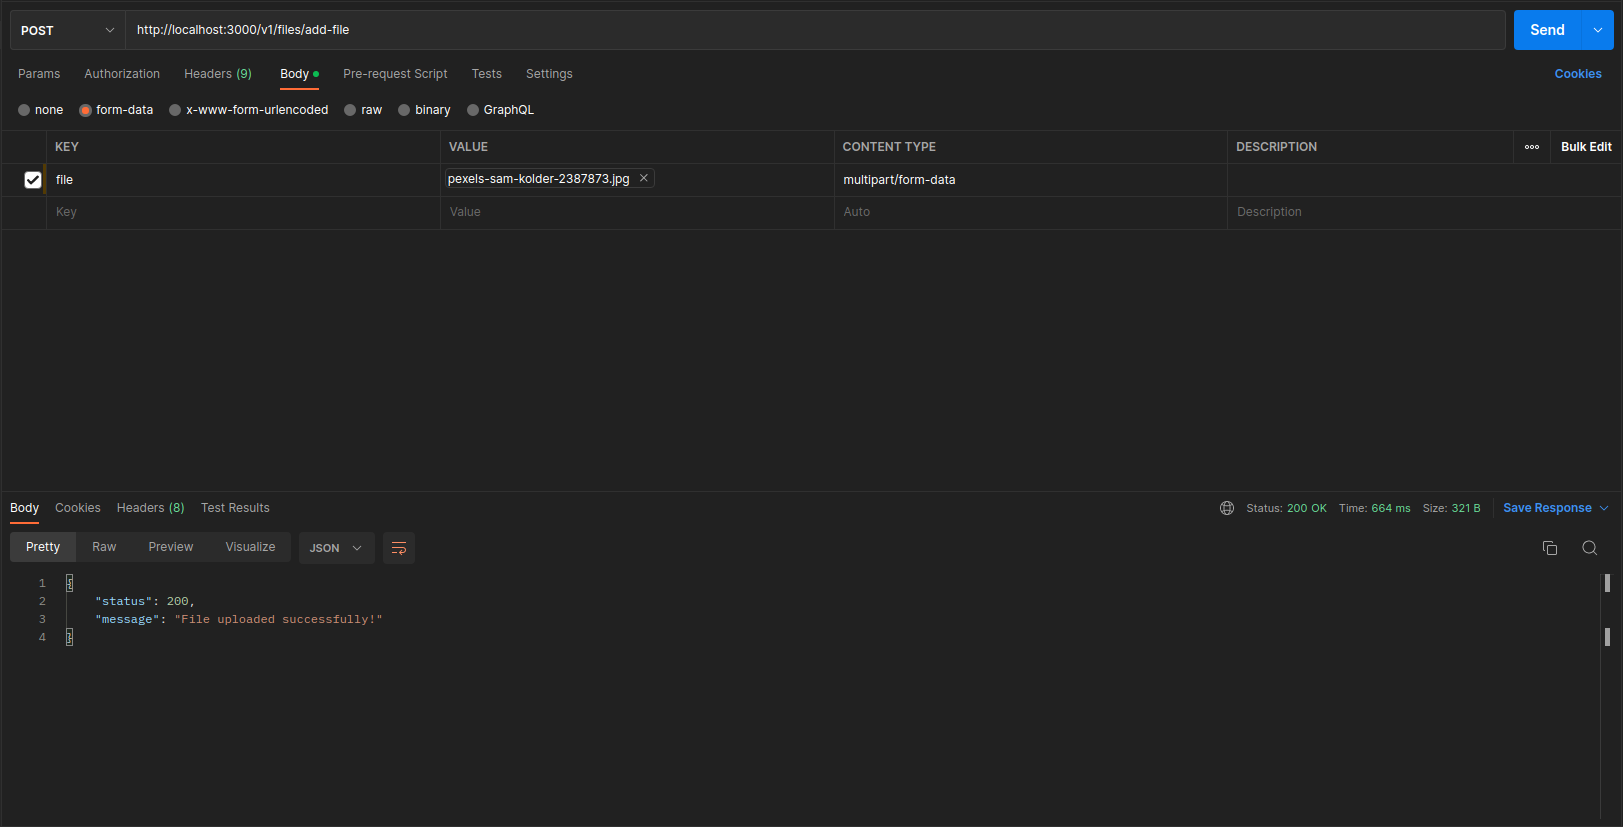 POST http://localhost:3000/v1/files/add-file Send
Params Authorization Headers (9) Body Pre-request Script Tests Settings Cookies
none form-data x-www-form-urlencoded raw binary GraphQL
KEY VALUE CONTENT TYPE DESCRIPTION Bulk Edit
file pexels-sam-kolder-2387873.jpg multipart/form-data
Key Value Auto Description
Body Cookies Headers (8) Test Results Status: 200 OK Time: 664 ms Size: 321 B Save Response
Pretty Raw Preview Visualize JSON
1 {
2 "status": 200,
3 "message": "File uploaded successfully!"
4 }